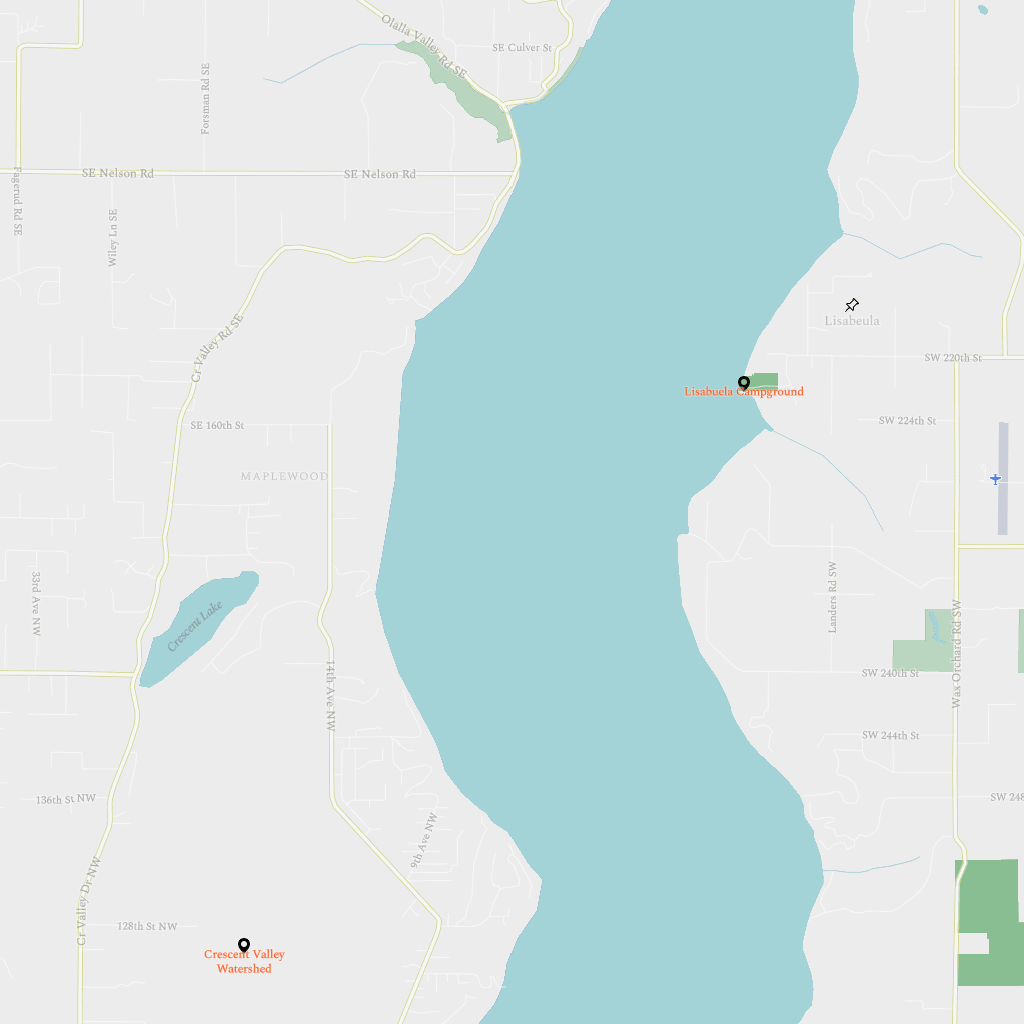 Olalla Valley Rd SE
SE Culver St
Forsman Rd SE
SE Nelson Rd
SE Nelson Rd
Fagerud Rd SE
Wiley Ln SE
Lisabeula
Cr Valley Rd SE
SW 220th St
Lisabuela Campground
SE 160th St
SW 224th St
MAPLEWOOD
33rd Ave NW
Landers Rd SW
Crescent Lake
Wax Orchard Rd SW
SW 240th St
14th Ave NW
SW 244th St
136th St NW
SW 248
9th Ave NW
Cr Valley Dr NW
128th St NW
Crescent Valley
Watershed